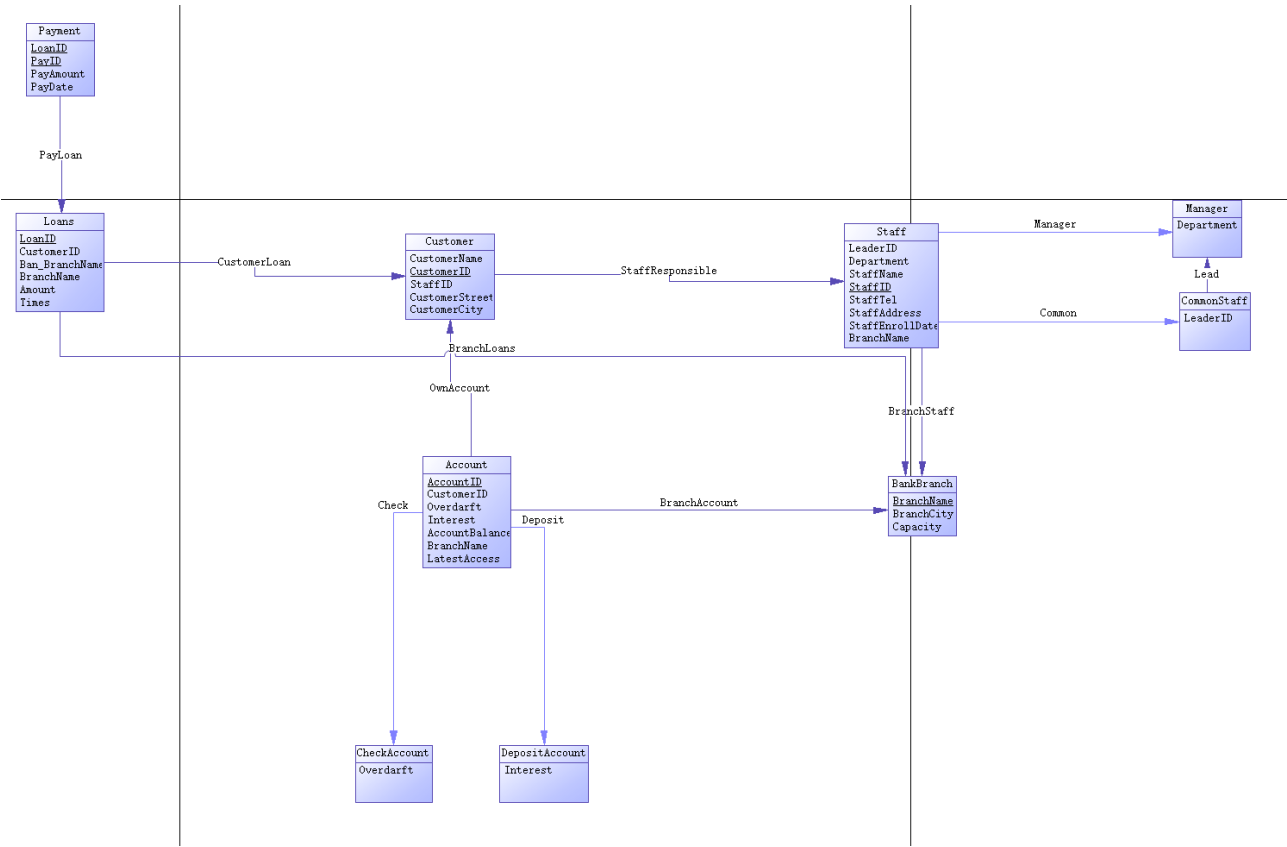 Payment
LoanID
PayID
PayAmount
PayDate
PayLoan
Loans
LoanID
CustomerID
Ban_BranchName
BranchName
Amount
Times
CustomerLoan
Customer
CustomerName
CustomerID
StaffID
CustomerStreet
CustomerCity
StaffResponsible
Staff
LeaderID
Department
StaffName
StaffID
StaffTel
StaffAddress
StaffEnrollDate
BranchName
Manager
Manager
Department
Lead
Common
CommonStaff
LeaderID
BranchLoans
OwnAccount
BranchStaff
Account
AccountID
CustomerID
Overdarft
Interest
AccountBalance
BranchName
LatestAccess
Check
Deposit
BranchAccount
BankBranch
BranchName
BranchCity
Capacity
CheckAccount
Overdarft
DepositAccount
Interest